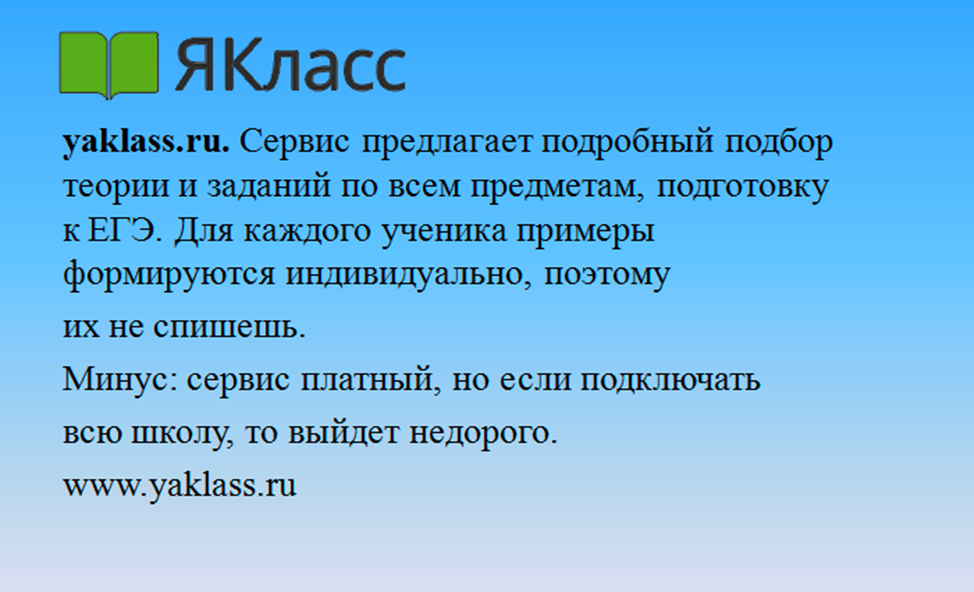 ЯКласс
yaklass.ru. Сервис предлагает подробный подбор
теории и заданий по всем предметам, подготовку
к ЕГЭ. Для каждого ученика примеры
формируются индивидуально, поэтому
их не спишешь.
Минус: сервис платный, но если подключать
всю школу, то выйдет недорого.
www.yaklass.ru